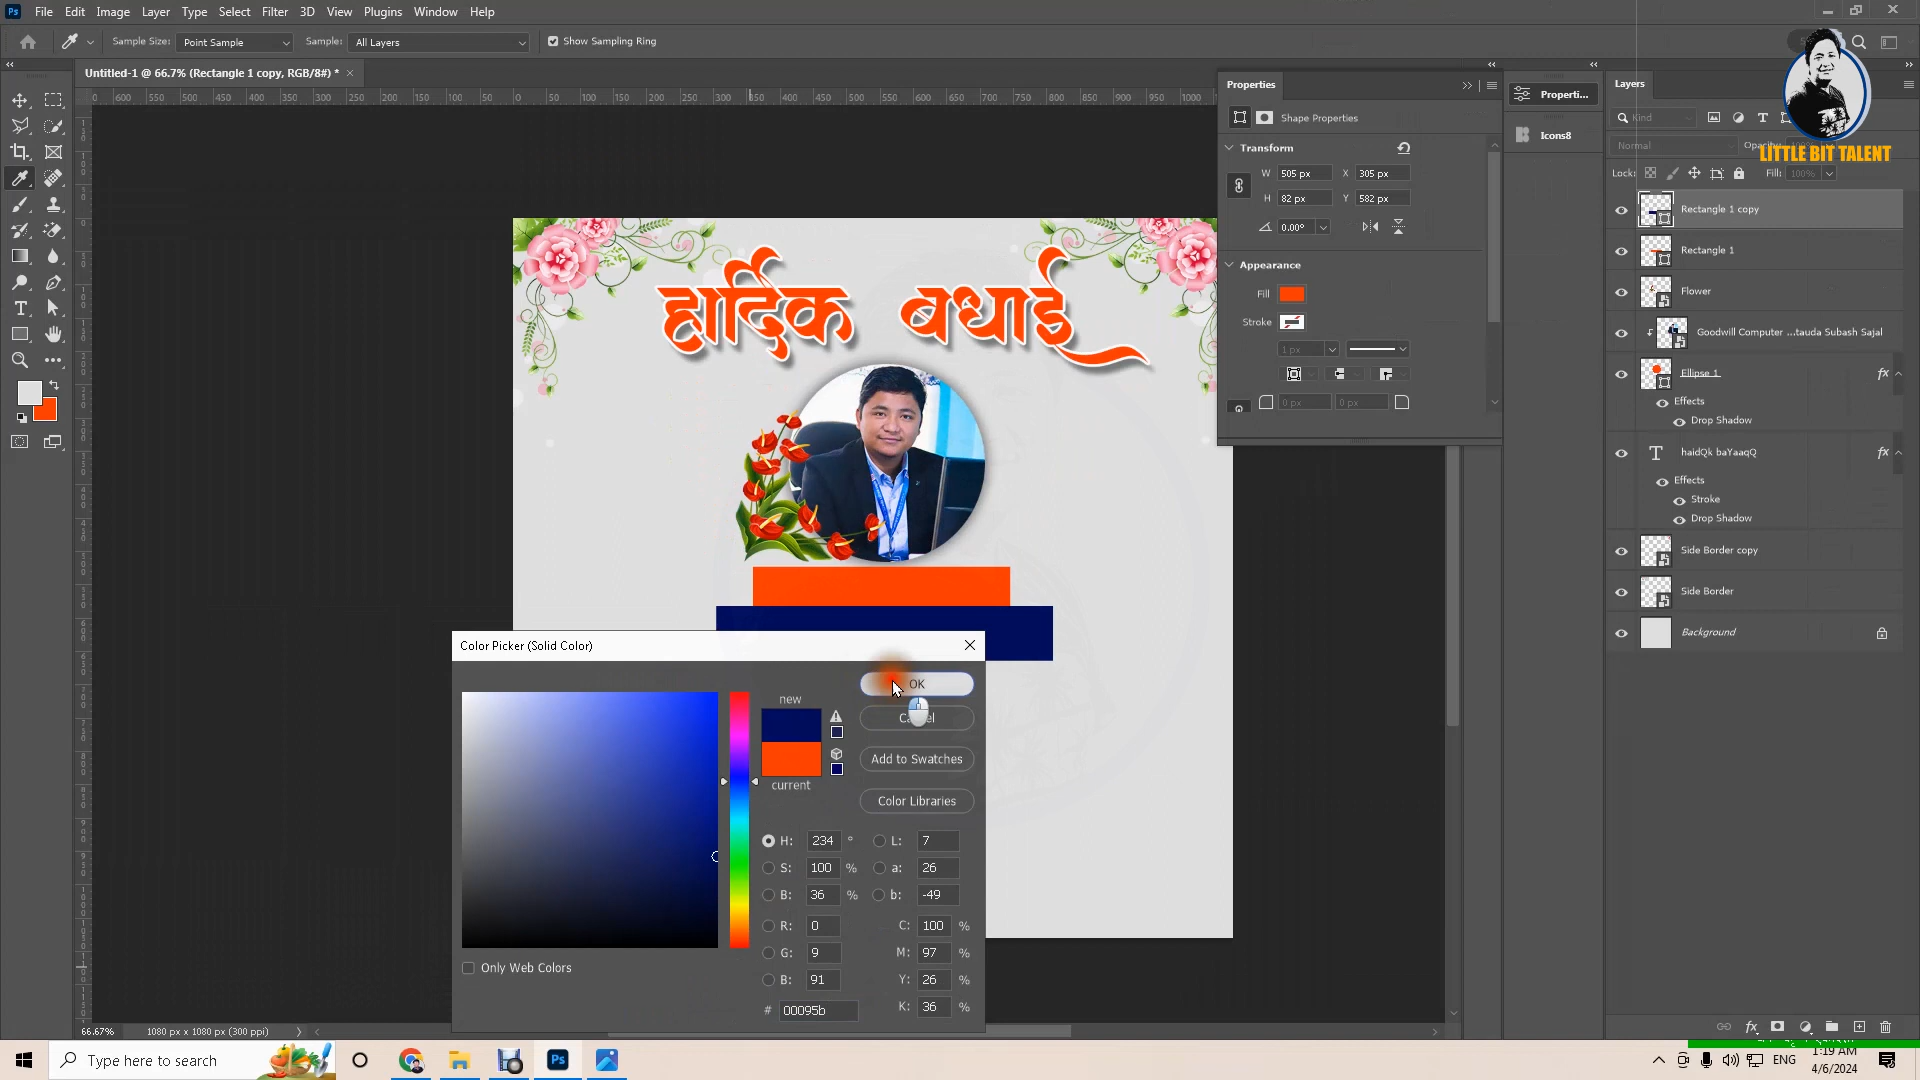 Ps File Edit Image Layer Type Select Filter 3D View Plugins Window Help
Sample Size: Point Sample Sample: All Layers Show Sampling Ring
Untitled-1 @ 66.7% (Rectangle 1 copy, RGB/8#) * ×
हार्दिक बधाई
Properties
Shape Properties
Transform
W 505 px X 305 px
H 82 px Y 582 px
0.00°
Appearance
Fill
Stroke
1 px
0 px 0 px
Properti...
Icons8
Layers
Kind
Normal Opacity:
Lock: Fill: 100%
LITTLE BIT TALENT
Rectangle 1 copy
Rectangle 1
Flower
Goodwill Computer ...tauda Subash Sajal
Ellipse 1
fx
Effects
Drop Shadow
T haidQk baYaaqQ
fx
Effects
Stroke
Drop Shadow
Side Border copy
Side Border
Background
Color Picker (Solid Color)
new
current
OK
Cancel
Add to Swatches
Color Libraries
H: 234 ° L: 7
S: 100 % a: 26
B: 36 % b: -49
R: 0 C: 100 %
G: 9 M: 97 %
B: 91 Y: 26 %
# 00095b K: 36 %
Only Web Colors
66.67% 1080 px x 1080 px (300 ppi)
Type here to search
Ps
ENG
1:19 AM
4/6/2024